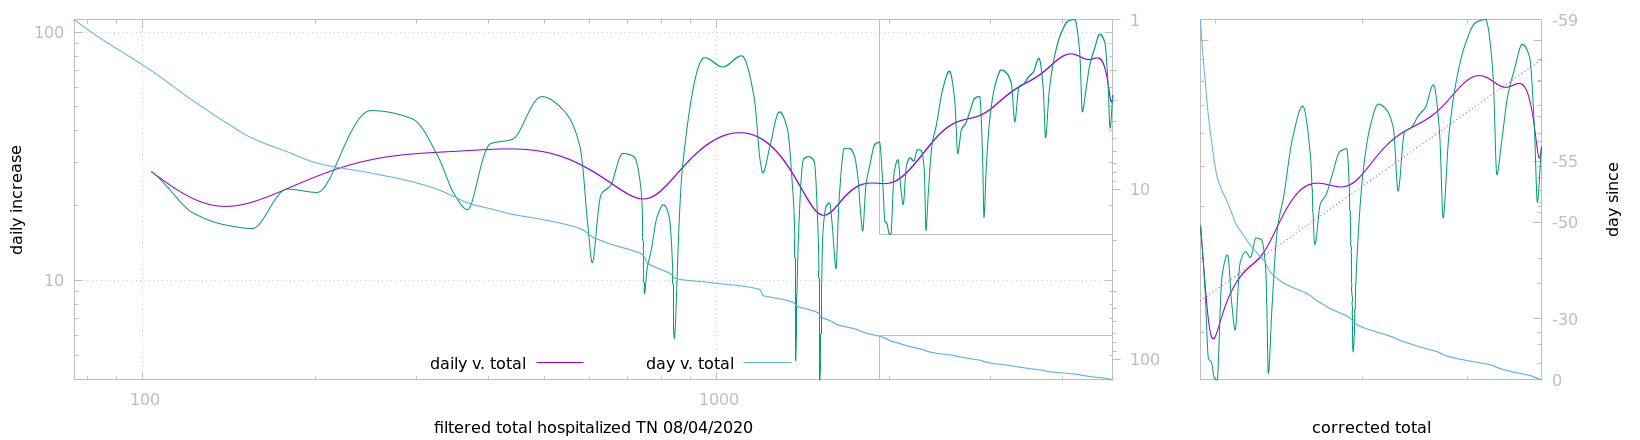 100
10
daily increase
1
10
100
100
1000
daily v. total
day v. total
filtered total hospitalized TN 08/04/2020
-59
-55
-50
-30
0
day since
corrected total